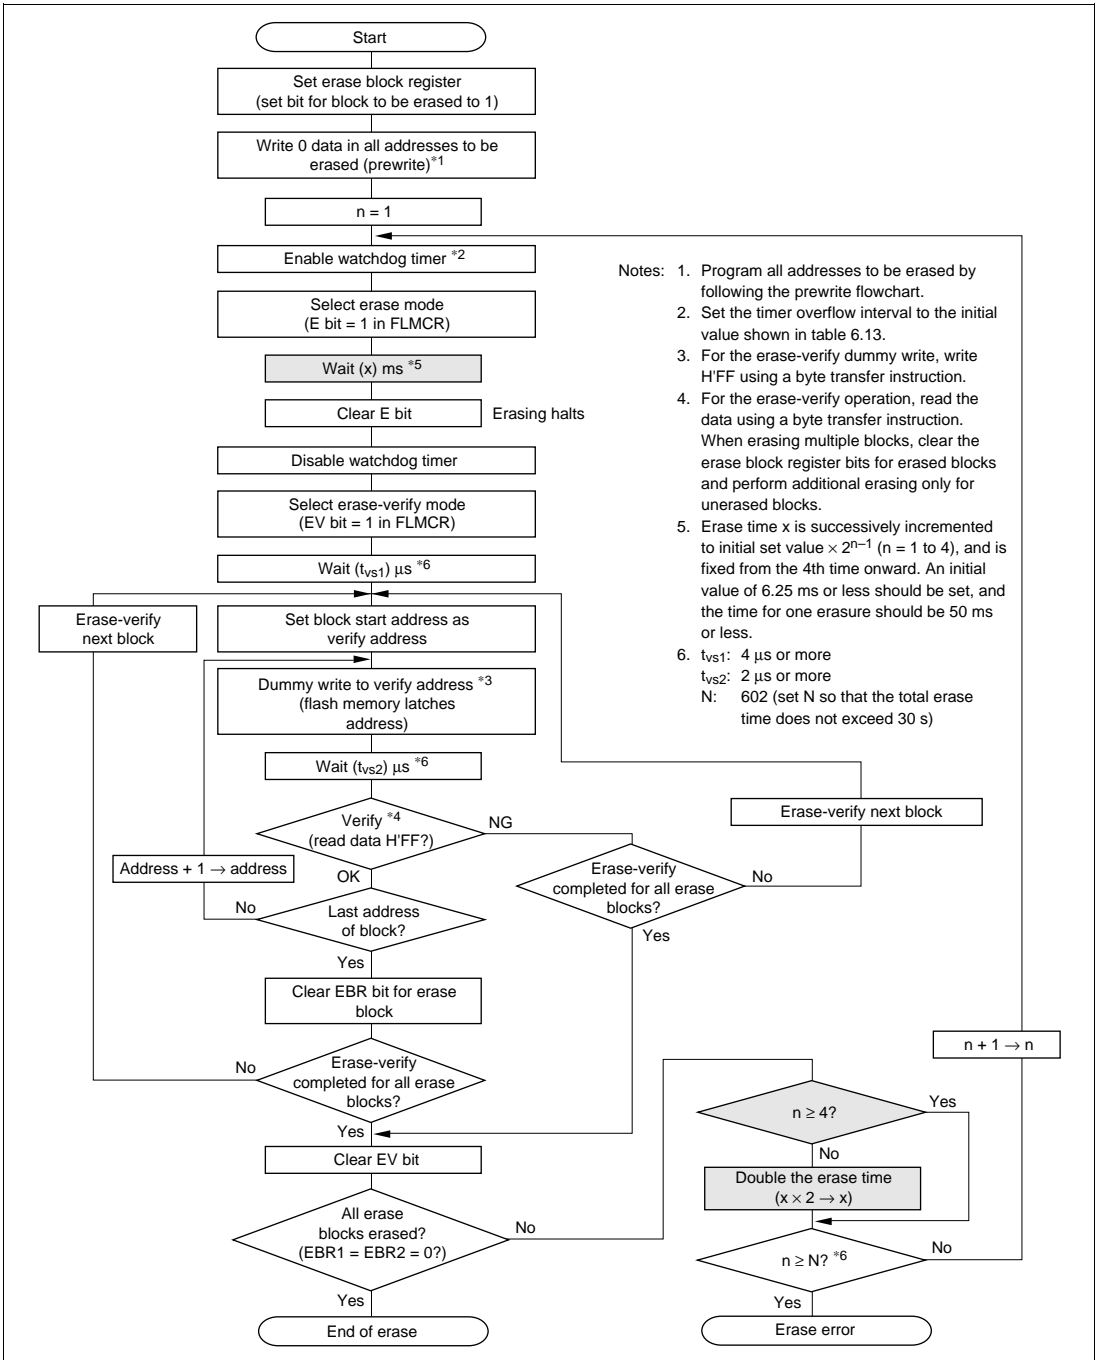 Start
Set erase block register
(set bit for block to be erased to 1)
Write 0 data in all addresses to be
erased (prewrite)*1
n = 1
Enable watchdog timer *2
Select erase mode
(E bit = 1 in FLMCR)
Wait (x) ms *5
Clear E bit
Erasing halts
Disable watchdog timer
Select erase-verify mode
(EV bit = 1 in FLMCR)
Wait (tvs1) μs *6
Erase-verify
next block
Set block start address as
verify address
Dummy write to verify address *3
(flash memory latches
address)
Wait (tvs2) μs *6
Verify *4
(read data H'FF?)
NG
OK
Address + 1 → address
No
Last address
of block?
Yes
Clear EBR bit for erase
block
No
Erase-verify
completed for all erase
blocks?
Yes
Erase-verify next block
Erase-verify
completed for all erase
blocks?
No
Yes
Clear EV bit
All erase
blocks erased?
(EBR1 = EBR2 = 0?)
No
Yes
End of erase
n + 1 → n
n ≥ 4?
Yes
No
Double the erase time
(x × 2 → x)
n ≥ N? *6
No
Yes
Erase error
Notes: 1. Program all addresses to be erased by
following the prewrite flowchart.
2. Set the timer overflow interval to the initial
value shown in table 6.13.
3. For the erase-verify dummy write, write
H'FF using a byte transfer instruction.
4. For the erase-verify operation, read the
data using a byte transfer instruction.
When erasing multiple blocks, clear the
erase block register bits for erased blocks
and perform additional erasing only for
unerased blocks.
5. Erase time x is successively incremented
to initial set value × 2^n–1 (n = 1 to 4), and is
fixed from the 4th time onward. An initial
value of 6.25 ms or less should be set, and
the time for one erasure should be 50 ms
or less.
6. tvs1: 4 μs or more
tvs2: 2 μs or more
N: 602 (set N so that the total erase
time does not exceed 30 s)